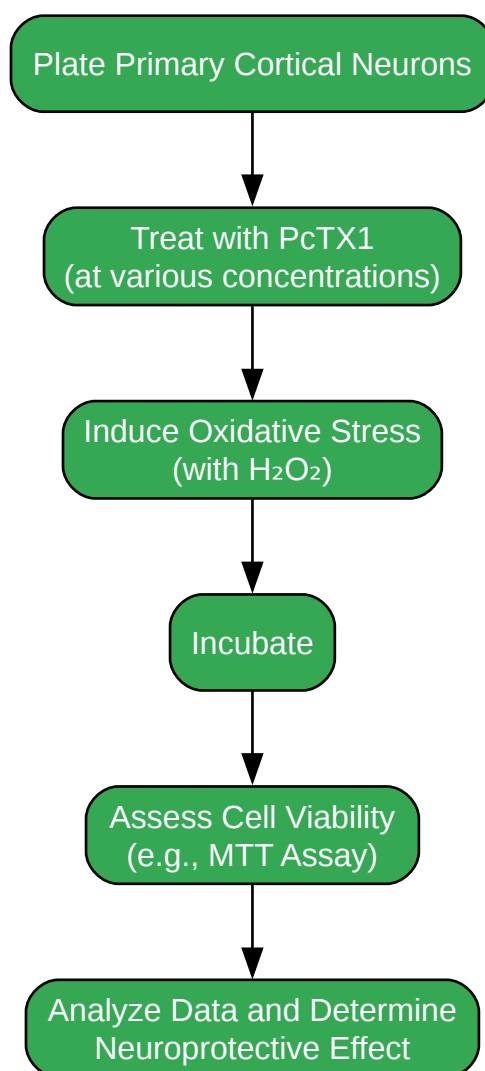 Plate Primary Cortical Neurons
Treat with PcTX1
(at various concentrations)
Induce Oxidative Stress
(with H₂O₂)
Incubate
Assess Cell Viability
(e.g., MTT Assay)
Analyze Data and Determine
Neuroprotective Effect